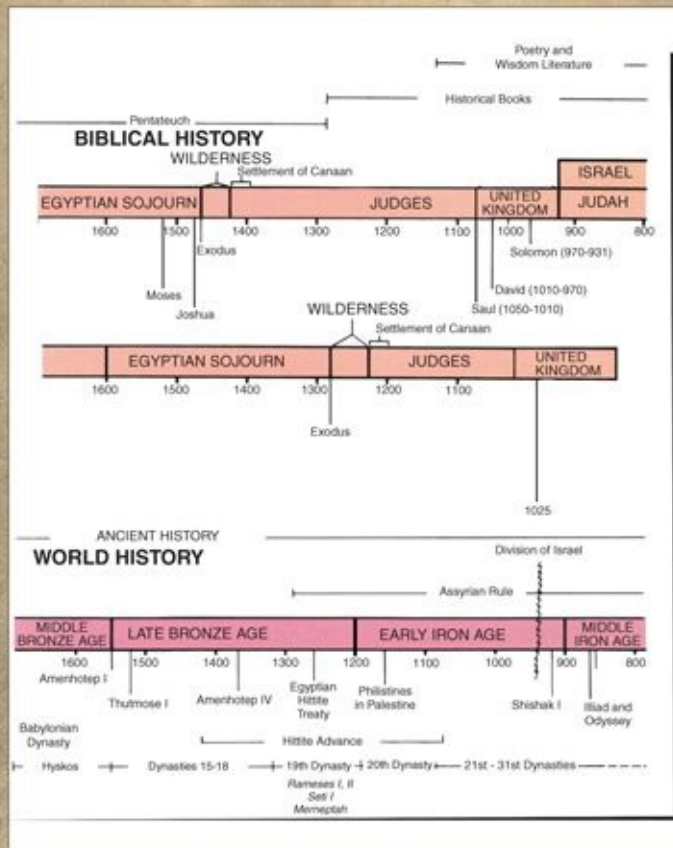 Poetry and
Wisdom Literature
Historical Books
Pentateuch
BIBLICAL HISTORY
WILDERNESS
Settlement of Canaan
ISRAEL
EGYPTIAN SOJOURN JUDGES UNITED KINGDOM JUDAH
1600 1500 1400 1300 1200 1100 1000 900 800
Exodus
Solomon (970-931)
Moses
David (1010-970)
Joshua
Saul (1050-1010)
WILDERNESS
Settlement of Canaan
EGYPTIAN SOJOURN JUDGES UNITED KINGDOM
1600 1500 1400 1300 1200 1100
Exodus
1025
ANCIENT HISTORY
WORLD HISTORY
Division of Israel
Assyrian Rule
MIDDLE BRONZE AGE LATE BRONZE AGE EARLY IRON AGE MIDDLE IRON AGE
1600 1500 1400 1300 1200 1100 1000 900 800
Amenhotep I
Thutmose I
Amenhotep IV
Egyptian
Hittite
Treaty
Philistines
in Palestine
Shishak I
Illiad and
Odyssey
Babylonian
Dynasty
Hittite Advance
Hyskos Dynasties 15-18 19th Dynasty 20th Dynasty 21st - 31st Dynasties
Rameses I, II
Seti I
Merneptah